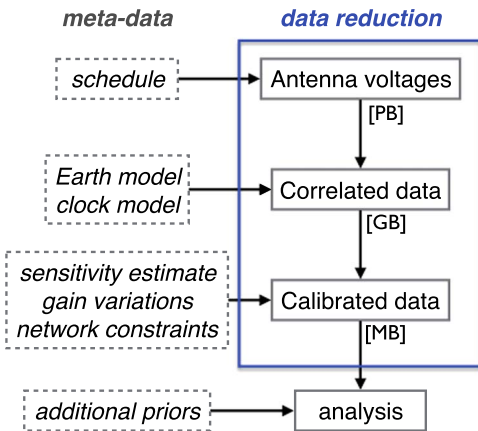 meta-data
data reduction
schedule
Antenna voltages
[PB]
Earth model
clock model
Correlated data
[GB]
sensitivity estimate
gain variations
network constraints
Calibrated data
[MB]
additional priors
analysis